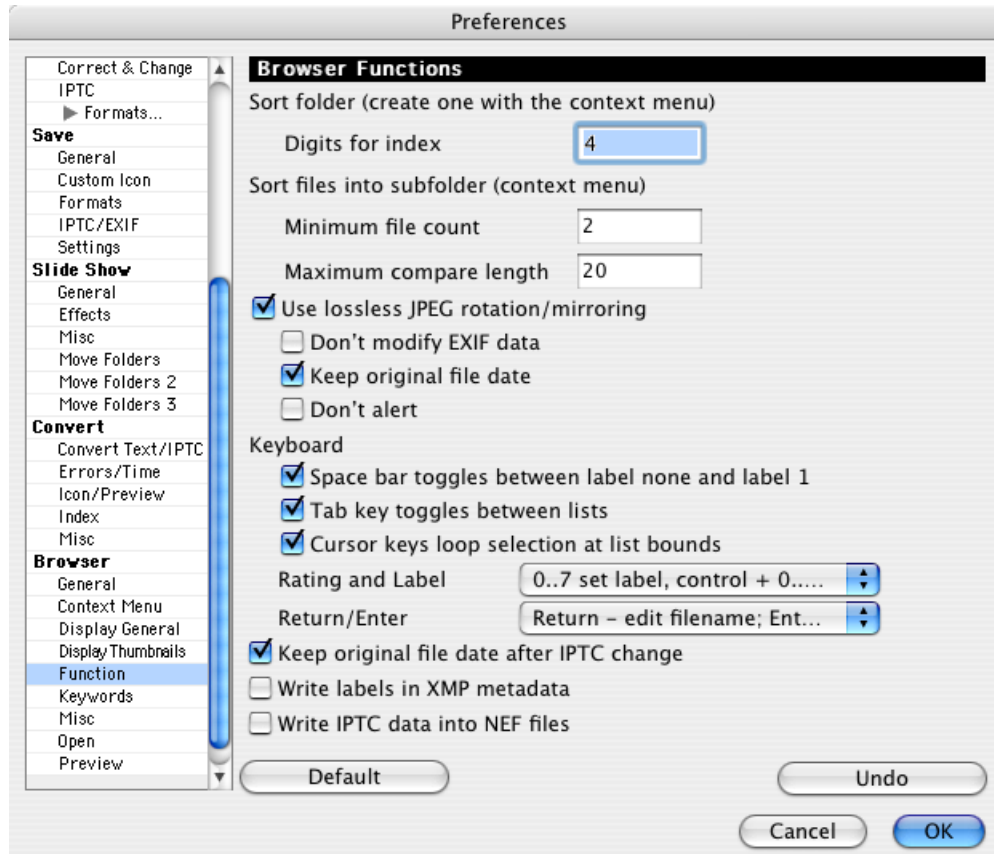 Preferences
Correct & Change
IPTC
Formats...
Save
General
Custom Icon
Formats
IPTC/EXIF
Settings
Slide Show
General
Effects
Misc
Move Folders
Move Folders 2
Move Folders 3
Convert
Convert Text/IPTC
Errors/Time
Icon/Preview
Index
Misc
Browser
General
Context Menu
Display General
Display Thumbnails
Function
Keywords
Misc
Open
Preview
Browser Functions
Sort folder (create one with the context menu)
Digits for index 4
Sort files into subfolder (context menu)
Minimum file count 2
Maximum compare length 20
Use lossless JPEG rotation/mirroring
Don't modify EXIF data
Keep original file date
Don't alert
Keyboard
Space bar toggles between label none and label 1
Tab key toggles between lists
Cursor keys loop selection at list bounds
Rating and Label 0..7 set label, control + 0.....
Return/Enter Return – edit filename; Ent...
Keep original file date after IPTC change
Write labels in XMP metadata
Write IPTC data into NEF files
Default Undo
Cancel OK